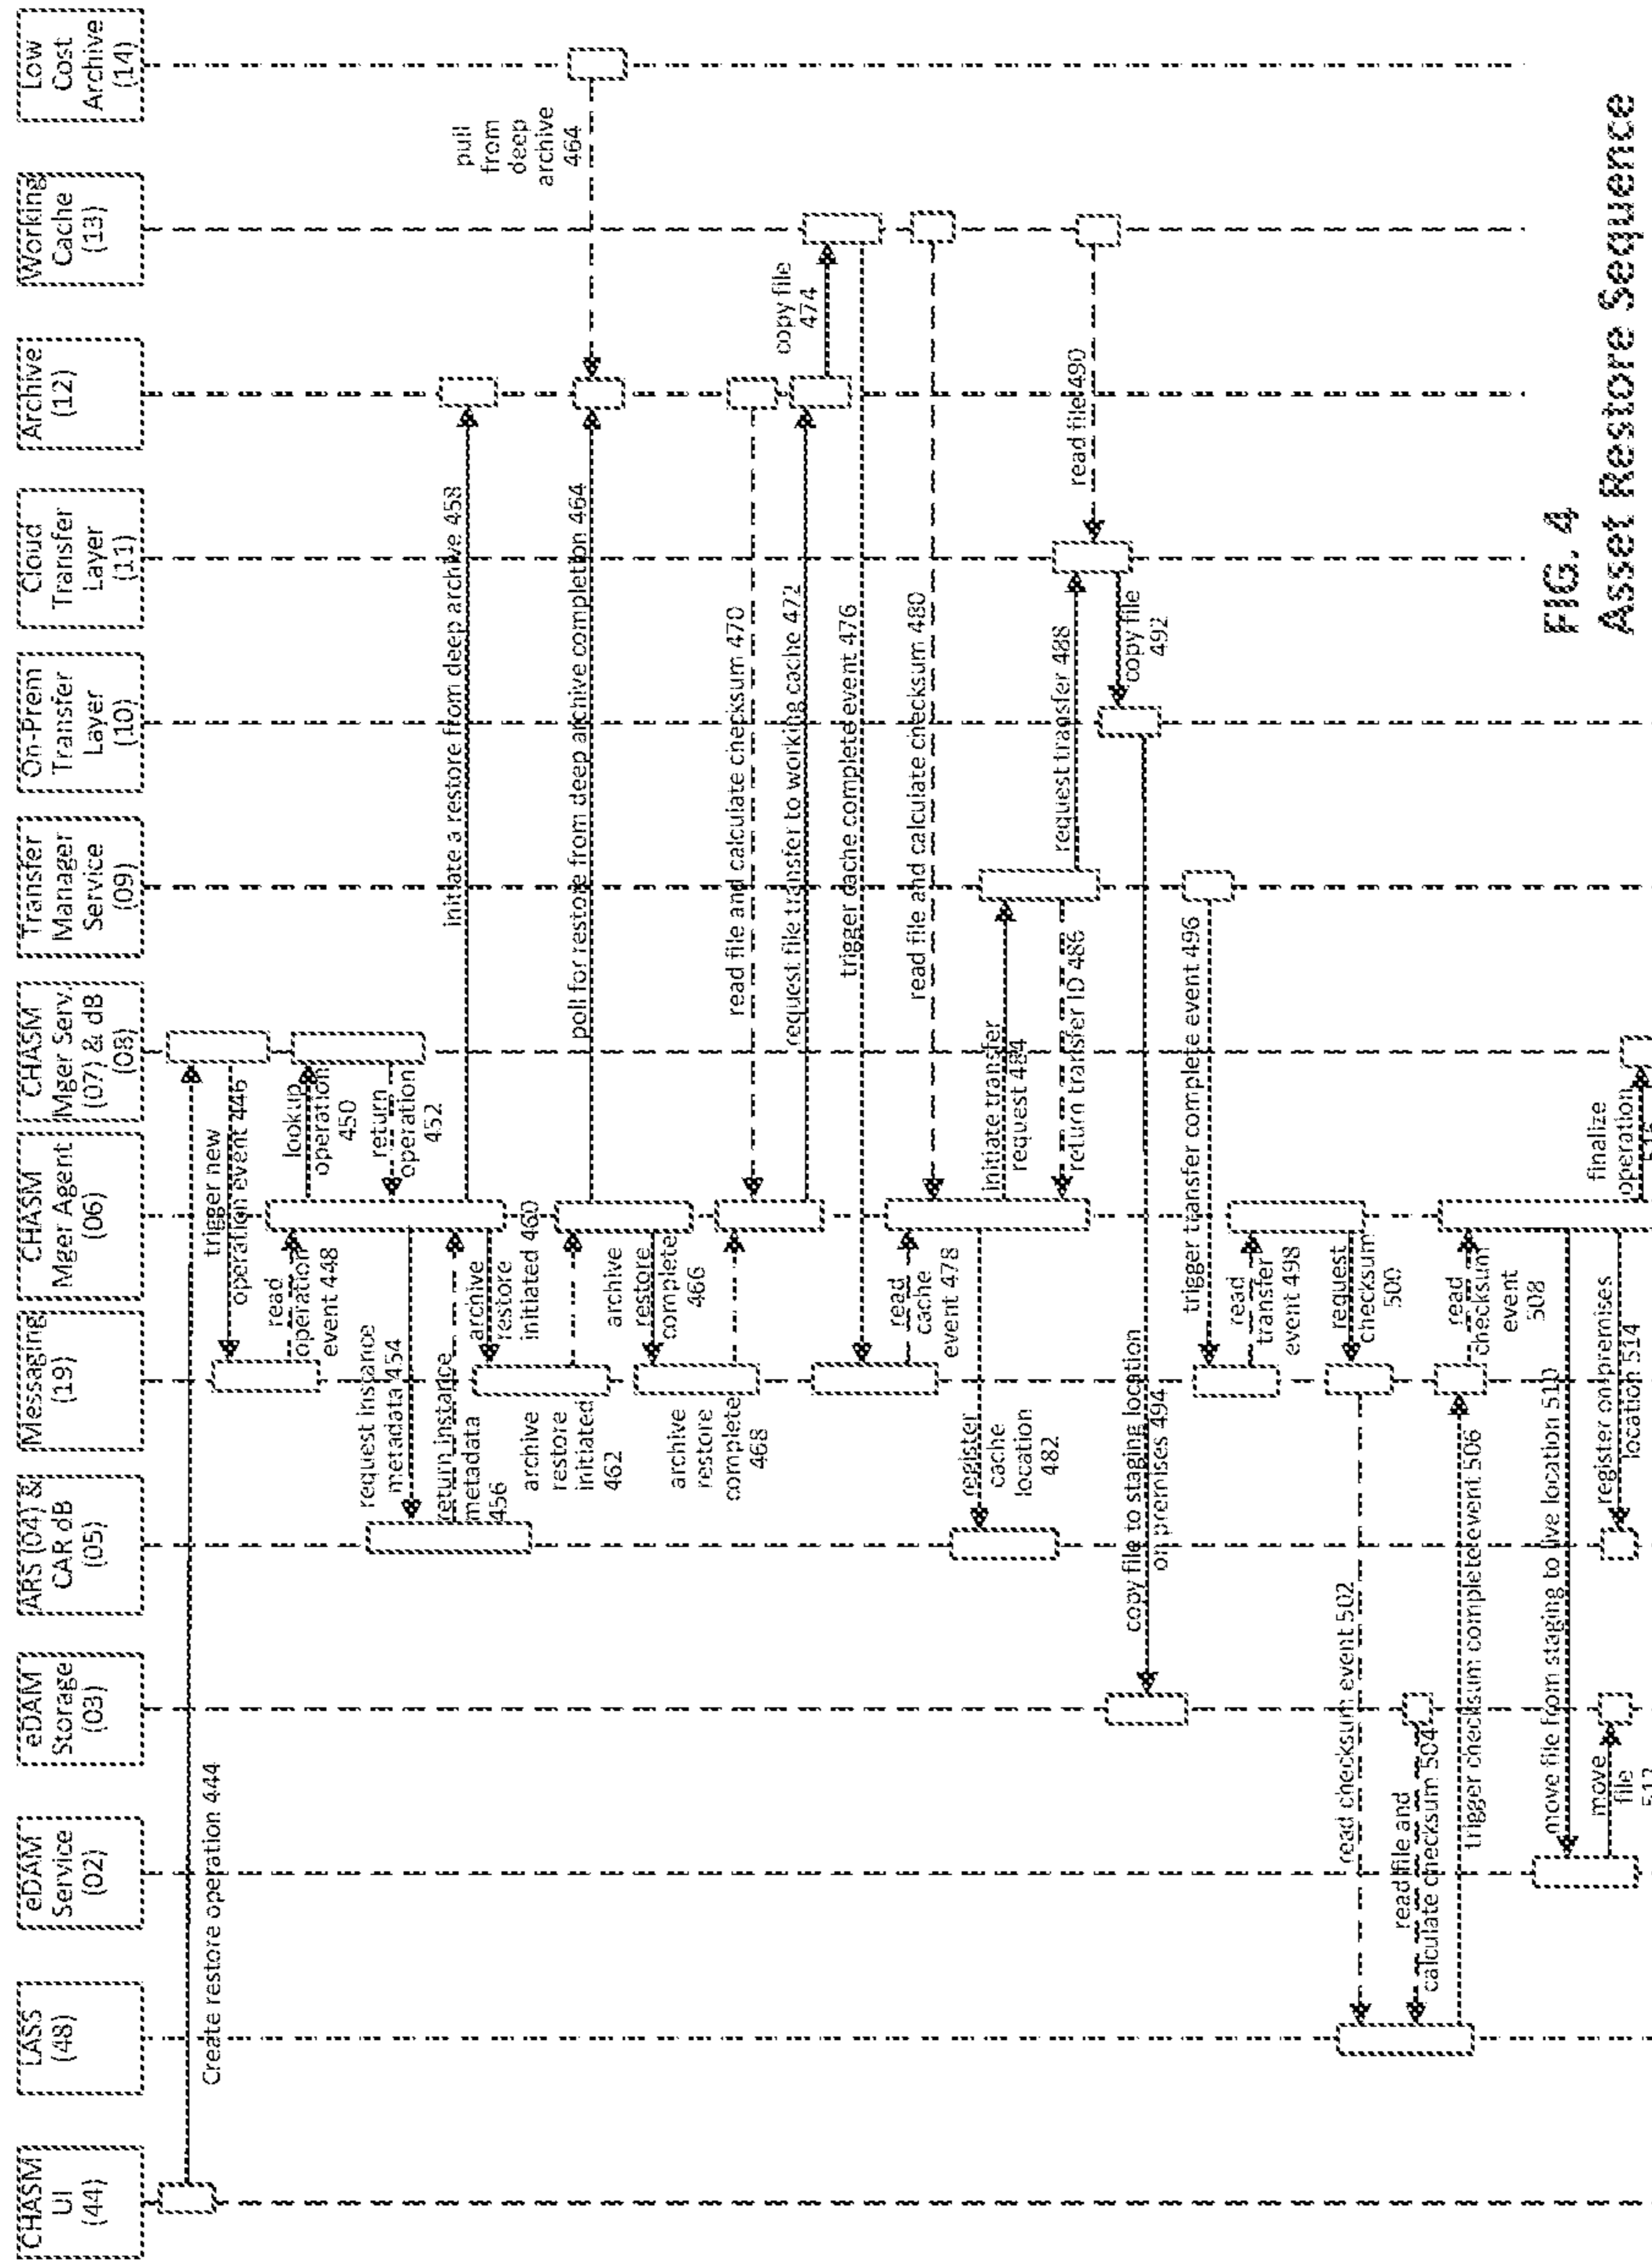 CHASM
UI
(44)
LASS
(48)
eDAM
Service
(02)
eDAM
Storage
(03)
ARS (04) &
CAR dB
(05)
Messaging
(19)
CHASM
Mger Agent
(06)
CHASM
Mger Serv.
(07) & dB
(08)
Transfer
Manager
Service
(09)
On-Prem
Transfer
Layer
(10)
Cloud
Transfer
Layer
(11)
Archive
(12)
Working
Cache
(13)
Low
Cost
Archive
(14)
Create restore operation 444
trigger new
operation event 446
read
operation
event 448
lookup
operation
450
return
operation
452
request instance
metadata 454
return instance
metadata
456
initiate a restore from deep archive 458
archive
restore
initiated 460
archive
restore
initiated
462
poll for restore from deep archive completion 464
pull
from
deep
archive
464
archive
restore
complete
466
archive
restore
complete
468
read file and calculate checksum 470
request file transfer to working cache 472
copy file
474
trigger cache complete event 476
read
cache
event 478
read file and calculate checksum 480
register
cache
location
482
initiate transfer
request 484
return transfer ID 486
request transfer 488
read file 490
copy file
492
copy file to staging location
on premises 494
trigger transfer complete event 496
read
transfer
event 498
request
checksum
500
read checksum event 502
read file and
calculate checksum 504
trigger checksum complete event 506
read
checksum
event
508
move file from staging to live location 510
move
file
512
register on premises
location 514
finalize
operation
516
FIG. 4
Asset Restore Sequence